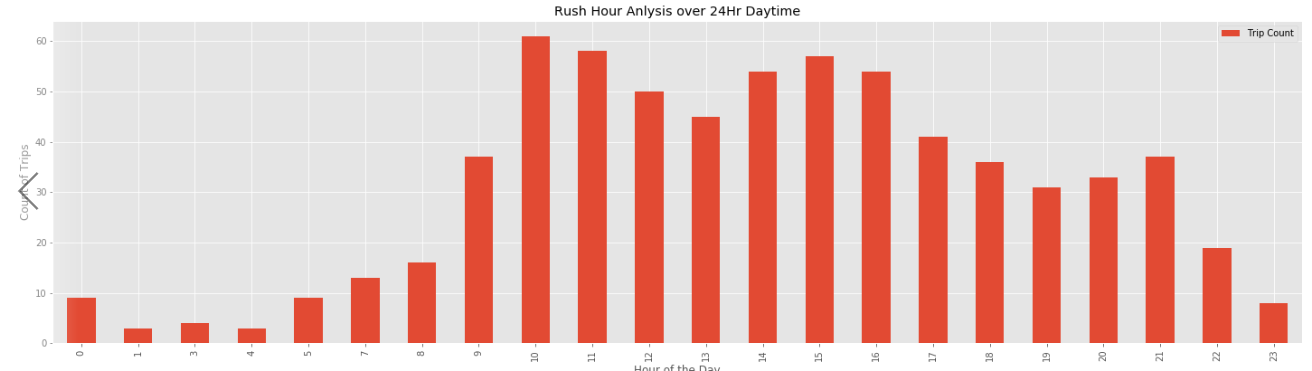 Rush Hour Anlysis over 24Hr Daytime
Trip Count
Count of Trips
60
50
40
30
20
10
0
0 1 3 4 5 7 8 9 10 11 12 13 14 15 16 17 18 19 20 21 22 23
Hour of the Day